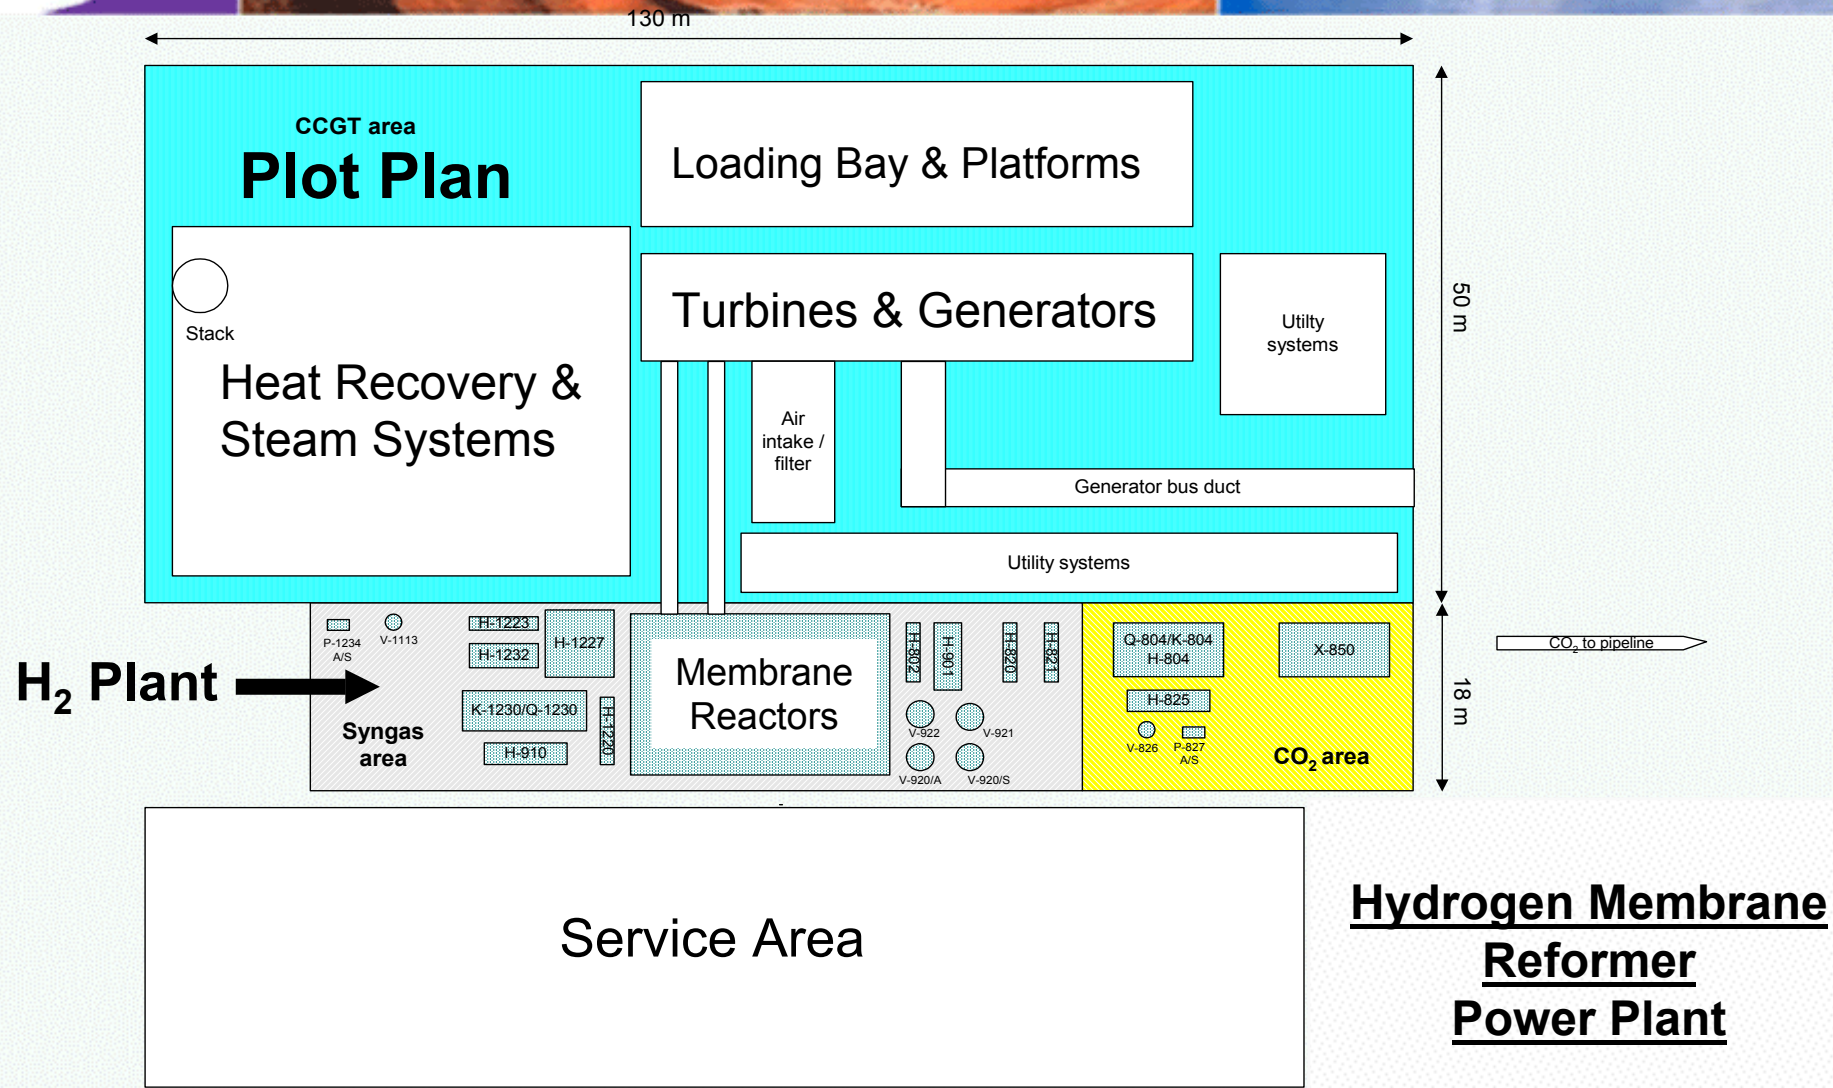 130 m
CCGT area
Plot Plan
Loading Bay & Platforms
Turbines & Generators
Utilty
systems
50 m
Stack
Heat Recovery &
Steam Systems
Air
intake /
filter
Generator bus duct
Utility systems
H₂ Plant
P-1234
A/S
V-1113
H-1223
H-1232
H-1227
K-1230/Q-1230
H-1220
H-910
Syngas
area
Membrane
Reactors
H-802
H-901
H-820
H-821
V-922
V-921
V-920/A
V-920/S
Q-804/K-804
H-804
X-850
H-825
V-826
P-827
A/S
CO₂ area
18 m
CO₂ to pipeline
Service Area
Hydrogen Membrane
Reformer
Power Plant